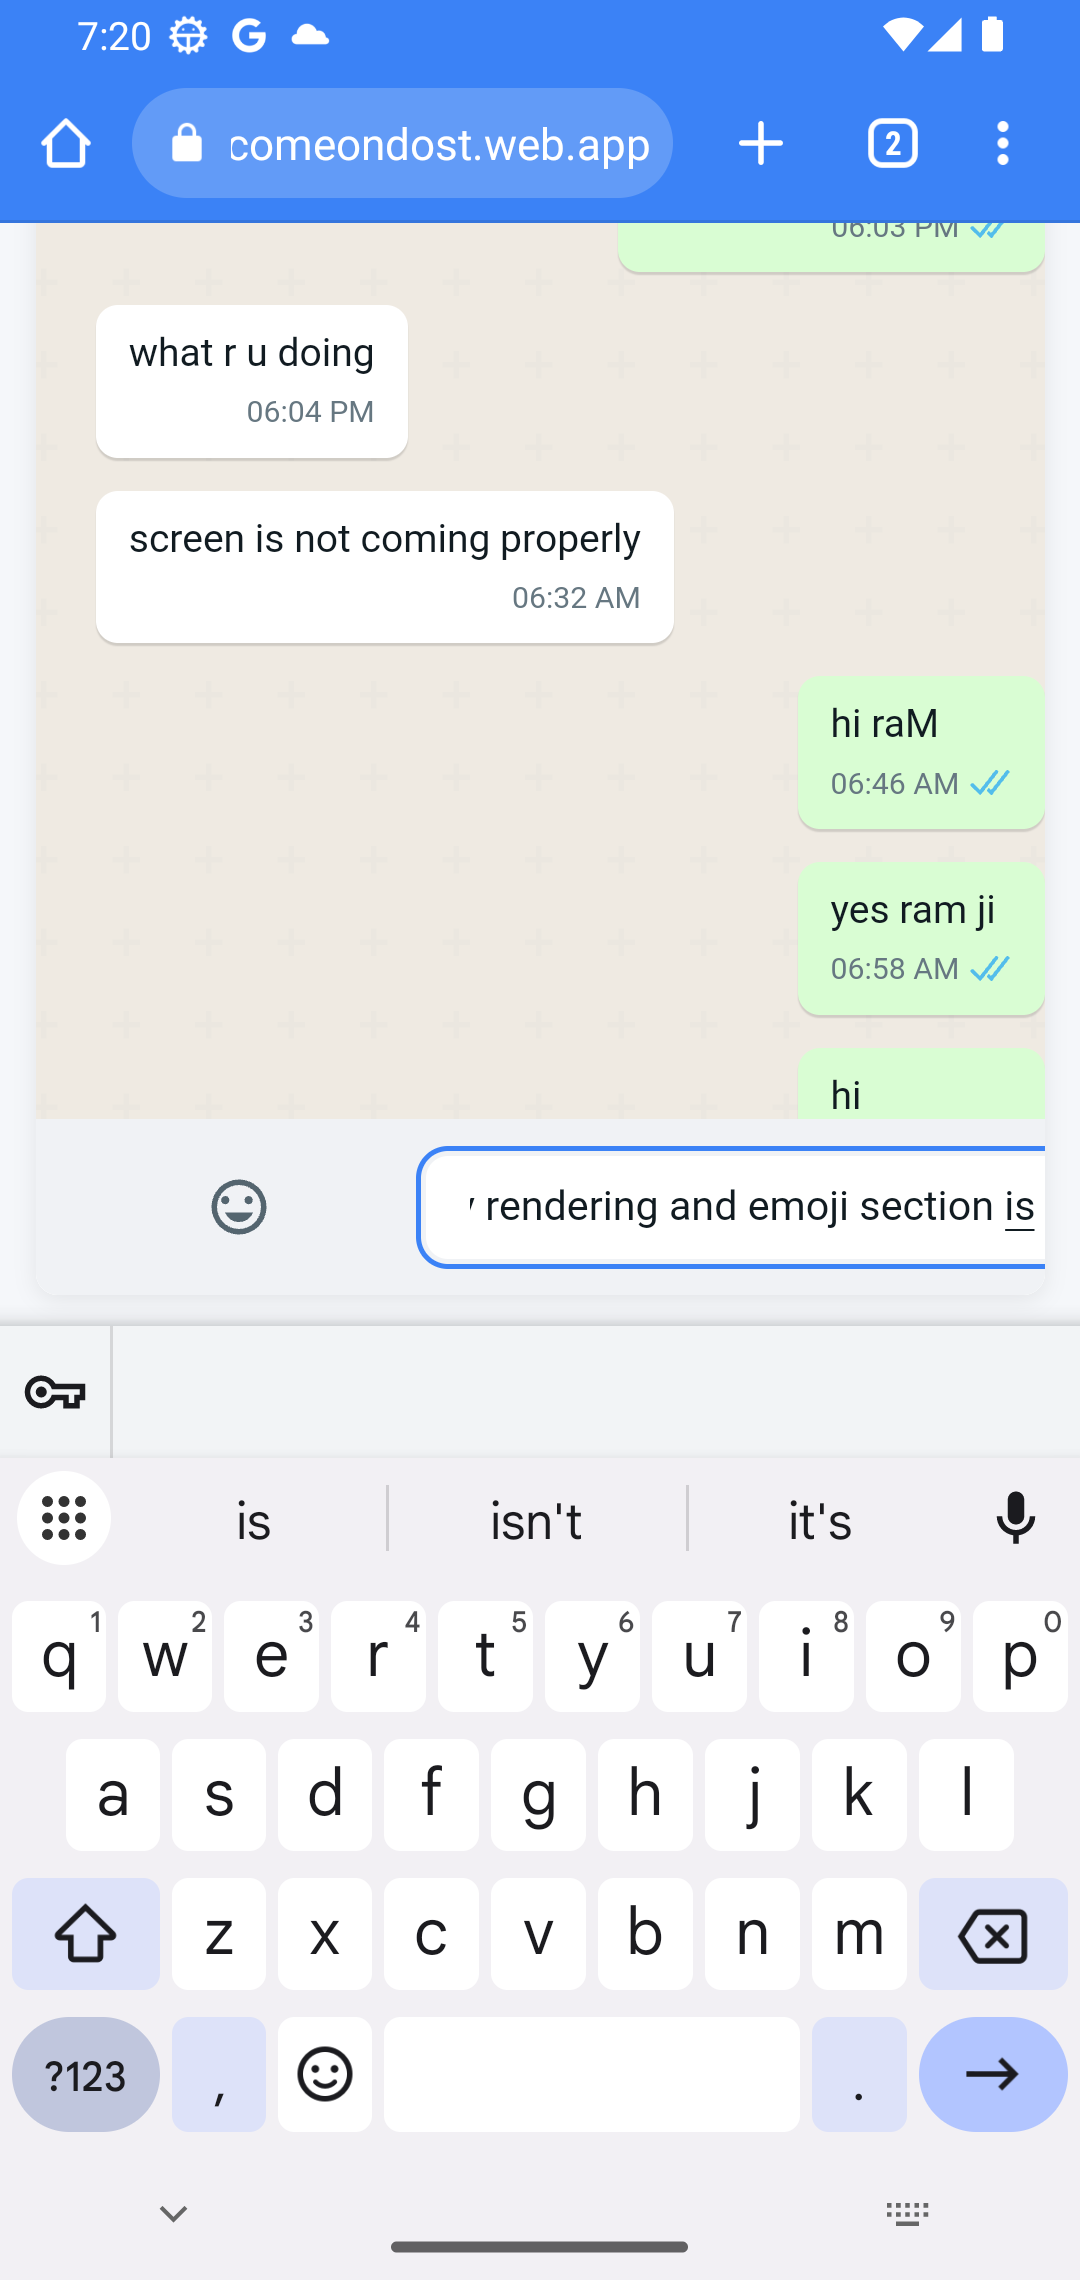 7:20
comeondost.web.app
2
06:03 PM
what r u doing
06:04 PM
screen is not coming properly
06:32 AM
hi raM
06:46 AM
yes ram ji
06:58 AM
hi
rendering and emoji section is
is isn't it's
q 1 w 2 e 3 r 4 t 5 y 6 u 7 i 8 o 9 p 0
a s d f g h j k l
z x c v b n m
?123 , .